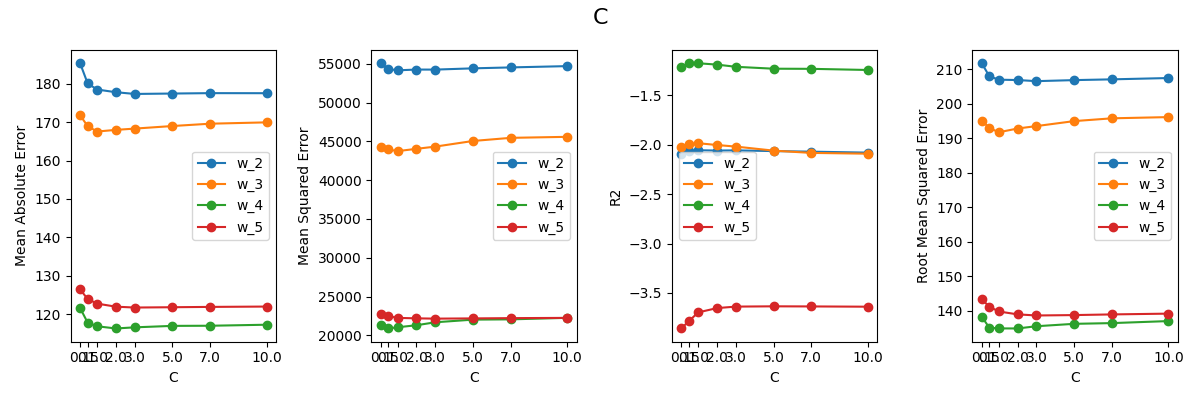 C
Mean Absolute Error
180
170
160
150
140
130
120
2.0
3.0
5.0
7.0
10.0
C
w_2
w_3
w_4
w_5
Mean Squared Error
55000
50000
45000
40000
35000
30000
25000
20000
2.0
3.0
5.0
7.0
10.0
C
w_2
w_3
w_4
w_5
R2
−1.5
−2.0
−2.5
−3.0
−3.5
2.0
3.0
5.0
7.0
10.0
C
w_2
w_3
w_4
w_5
Root Mean Squared Error
210
200
190
180
170
160
150
140
2.0
3.0
5.0
7.0
10.0
C
w_2
w_3
w_4
w_5